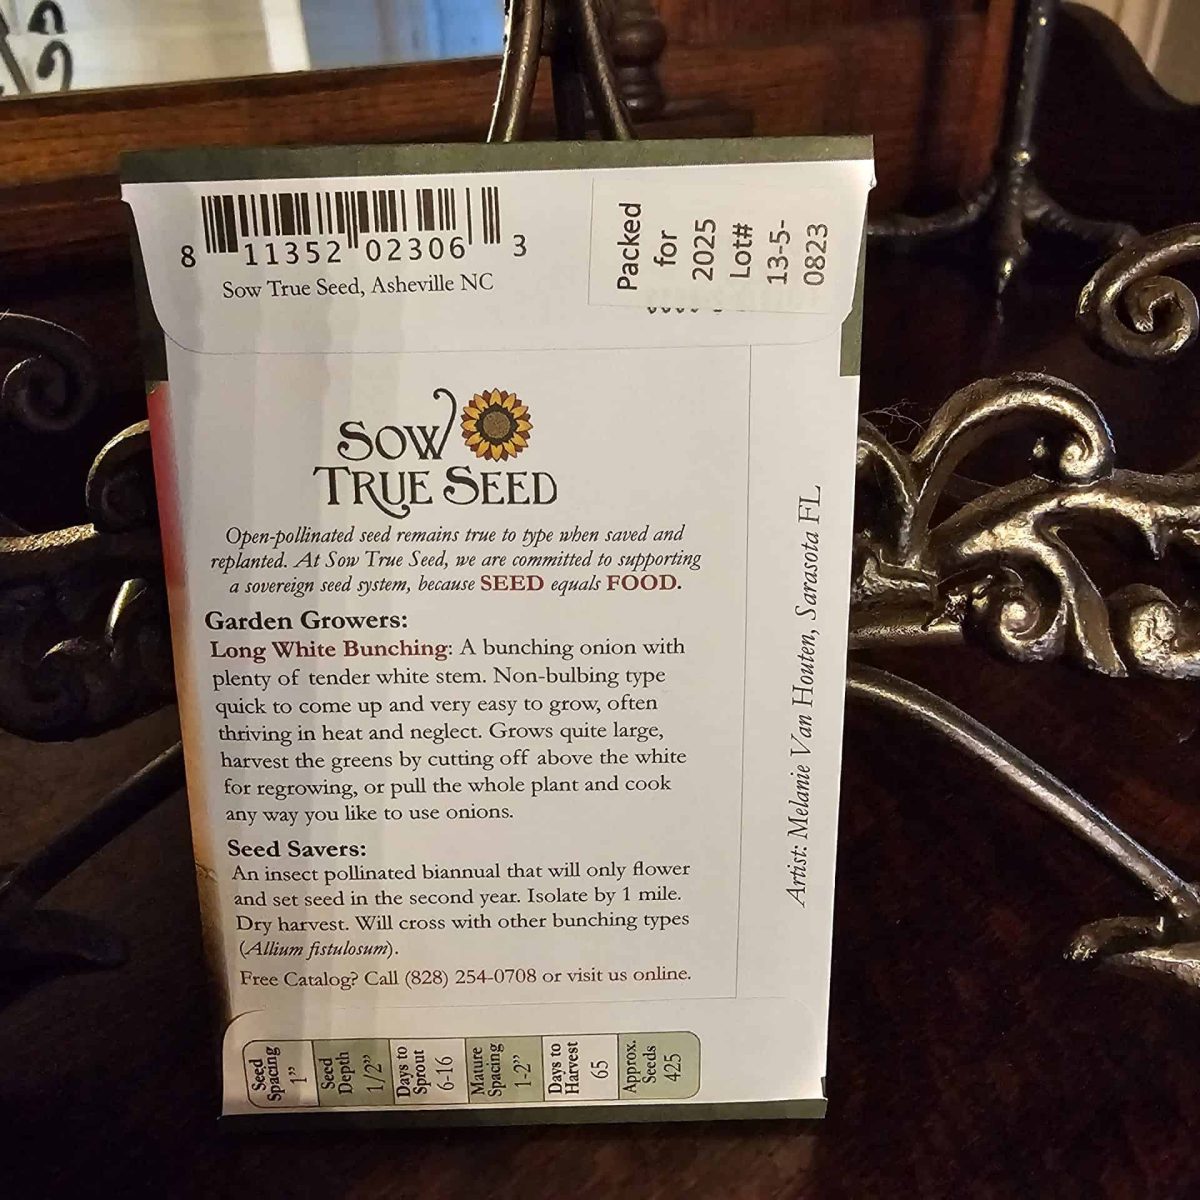 8 11352 02306 3
Sow True Seed, Asheville NC
Packed
for
2025
Lot#
13-5-
0823
SOW
TRUE SEED
Open-pollinated seed remains true to type when saved and
replanted. At Sow True Seed, we are committed to supporting
a sovereign seed system, because SEED equals FOOD.
Garden Growers:
Long White Bunching: A bunching onion with
plenty of tender white stem. Non-bulbing type
quick to come up and very easy to grow, often
thriving in heat and neglect. Grows quite large,
harvest the greens by cutting off above the white
for regrowing, or pull the whole plant and cook
any way you like to use onions.
Seed Savers:
An insect pollinated biannual that will only flower
and set seed in the second year. Isolate by 1 mile.
Dry harvest. Will cross with other bunching types
(Allium fistulosum).
Free Catalog? Call (828) 254-0708 or visit us online.
Artist: Melanie Van Houten, Sarasota FL
Seed
Spacing
1"
Seed
Depth
1/2"
Days to
Sprout
6-16
Mature
Spacing
1-2"
Days to
Harvest
65
Approx.
Seeds
425